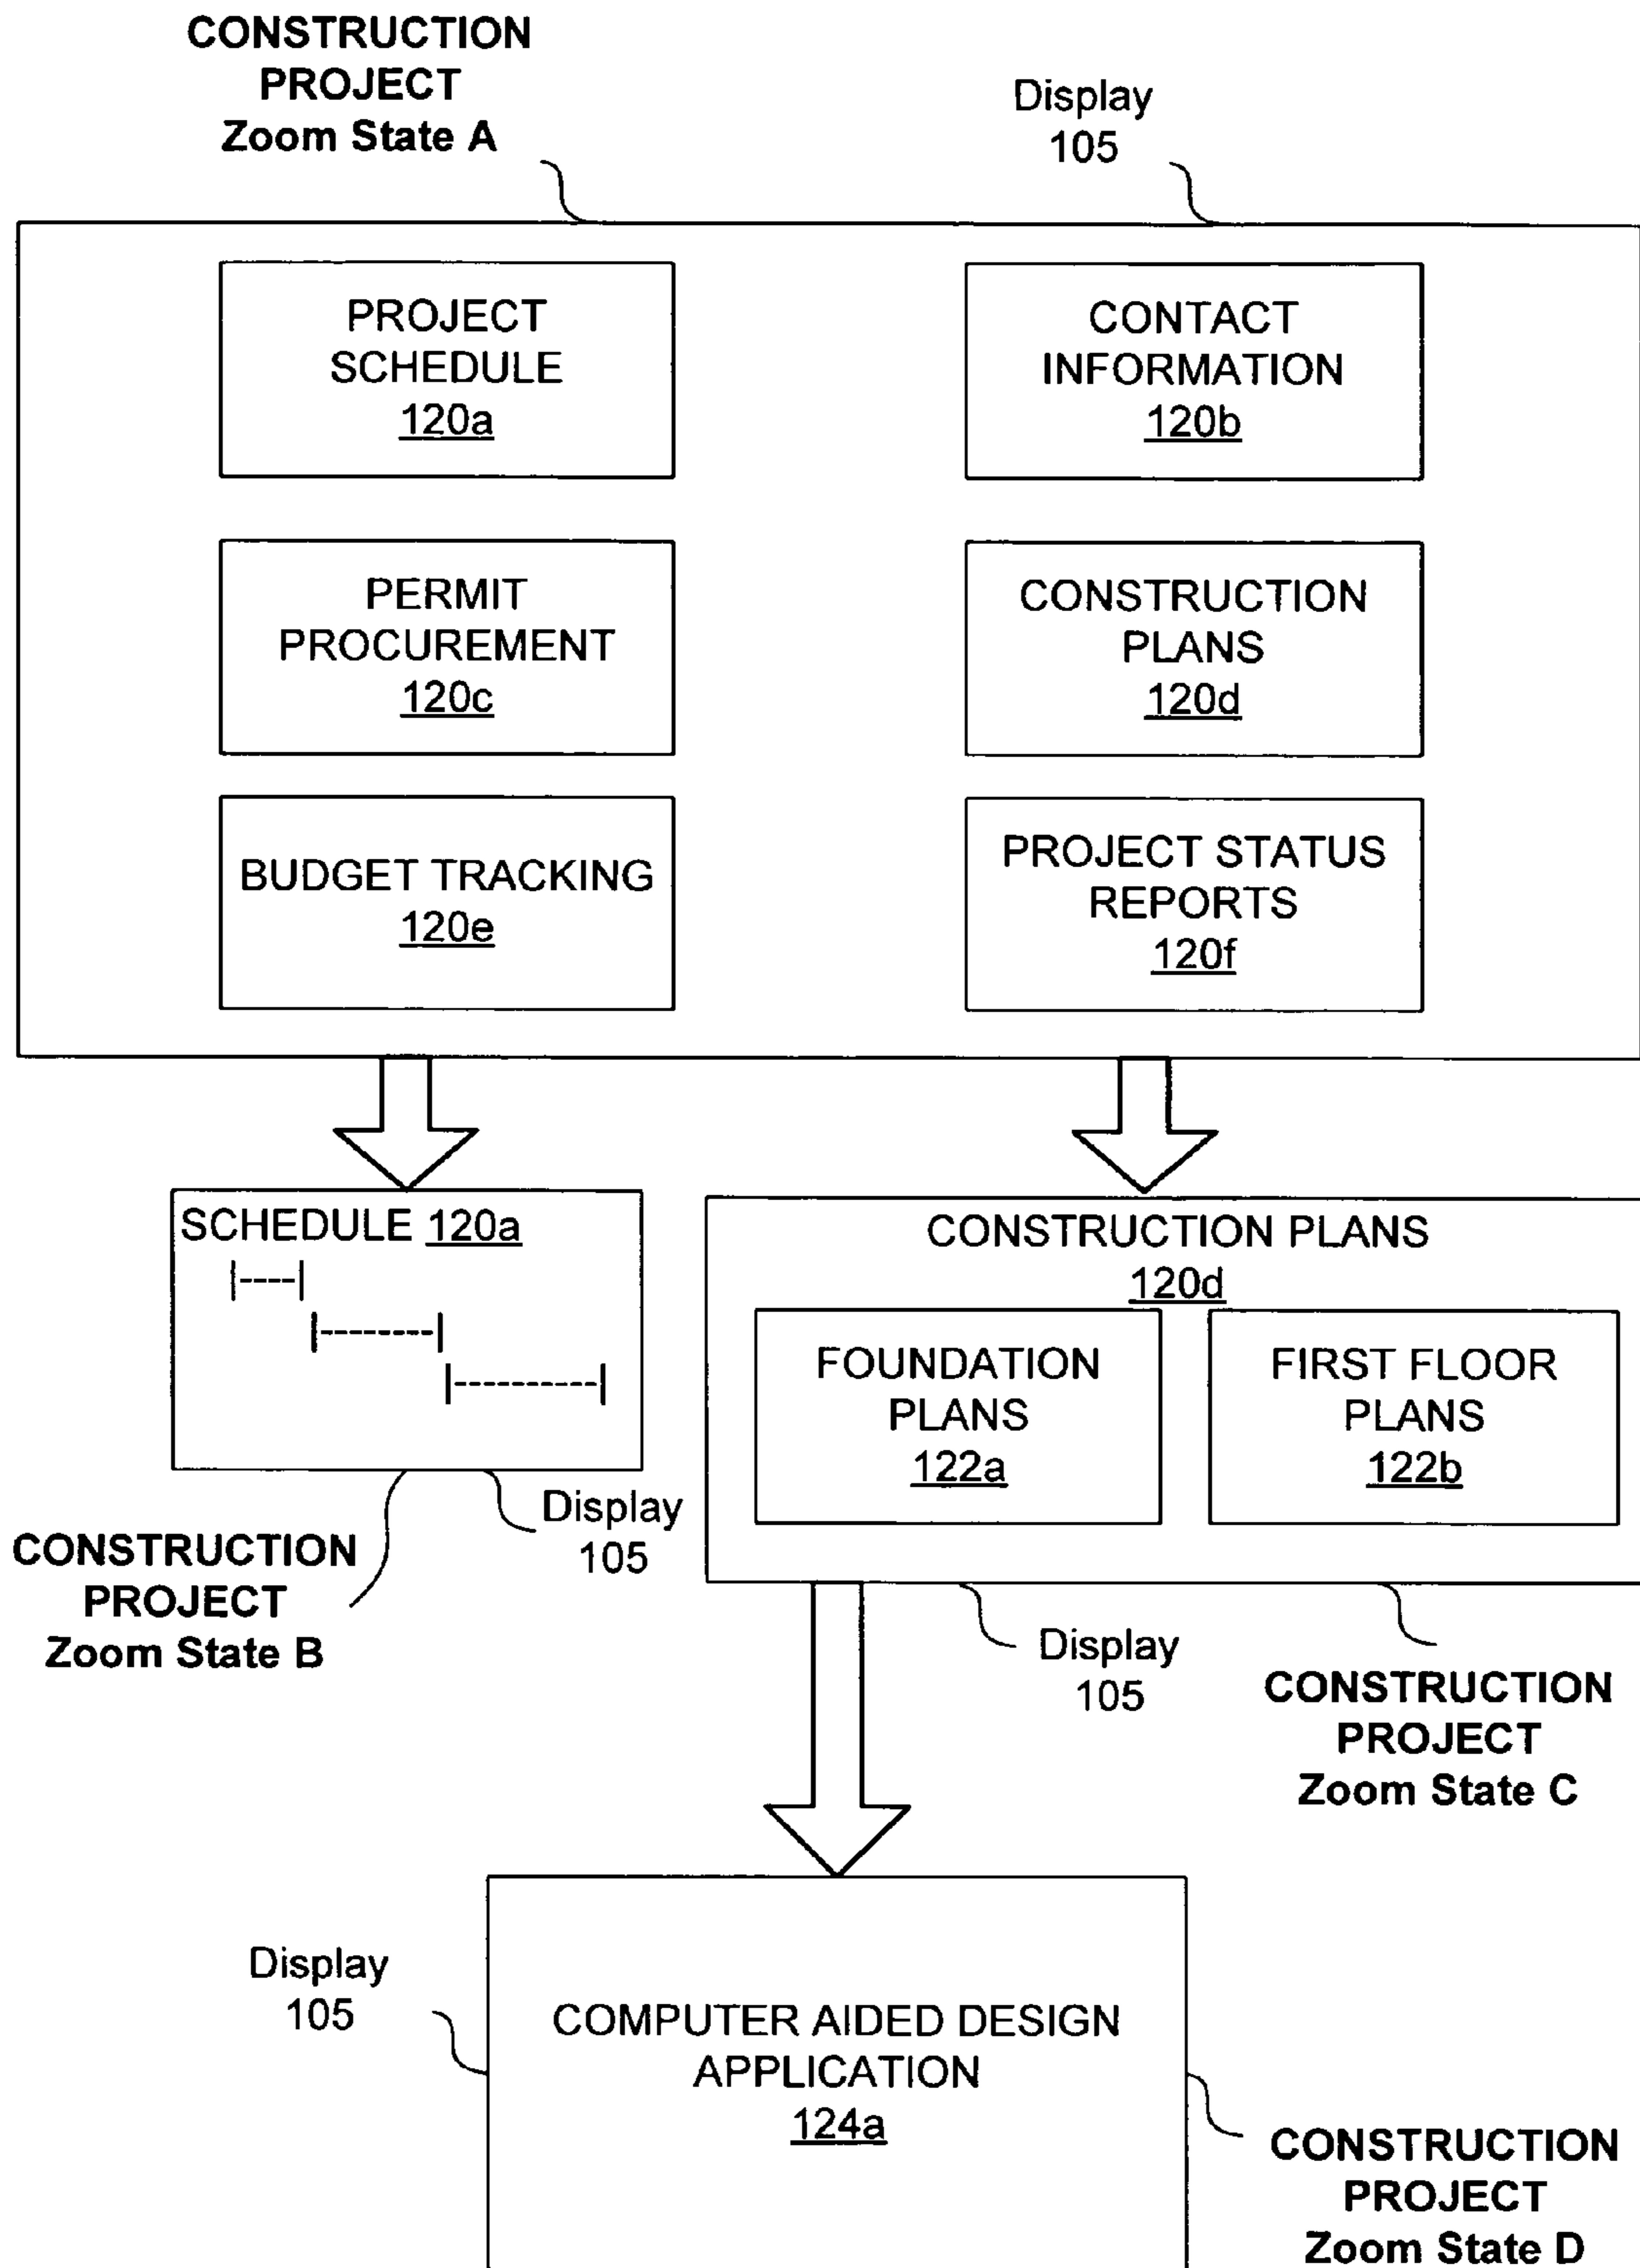 CONSTRUCTION
PROJECT
Zoom State A
Display
105
PROJECT
SCHEDULE
120a
CONTACT
INFORMATION
120b
PERMIT
PROCUREMENT
120c
CONSTRUCTION
PLANS
120d
BUDGET TRACKING
120e
PROJECT STATUS
REPORTS
120f
SCHEDULE 120a
CONSTRUCTION PLANS
120d
FOUNDATION
PLANS
122a
FIRST FLOOR
PLANS
122b
Display
105
CONSTRUCTION
PROJECT
Zoom State B
Display
105
CONSTRUCTION
PROJECT
Zoom State C
Display
105
COMPUTER AIDED DESIGN
APPLICATION
124a
CONSTRUCTION
PROJECT
Zoom State D